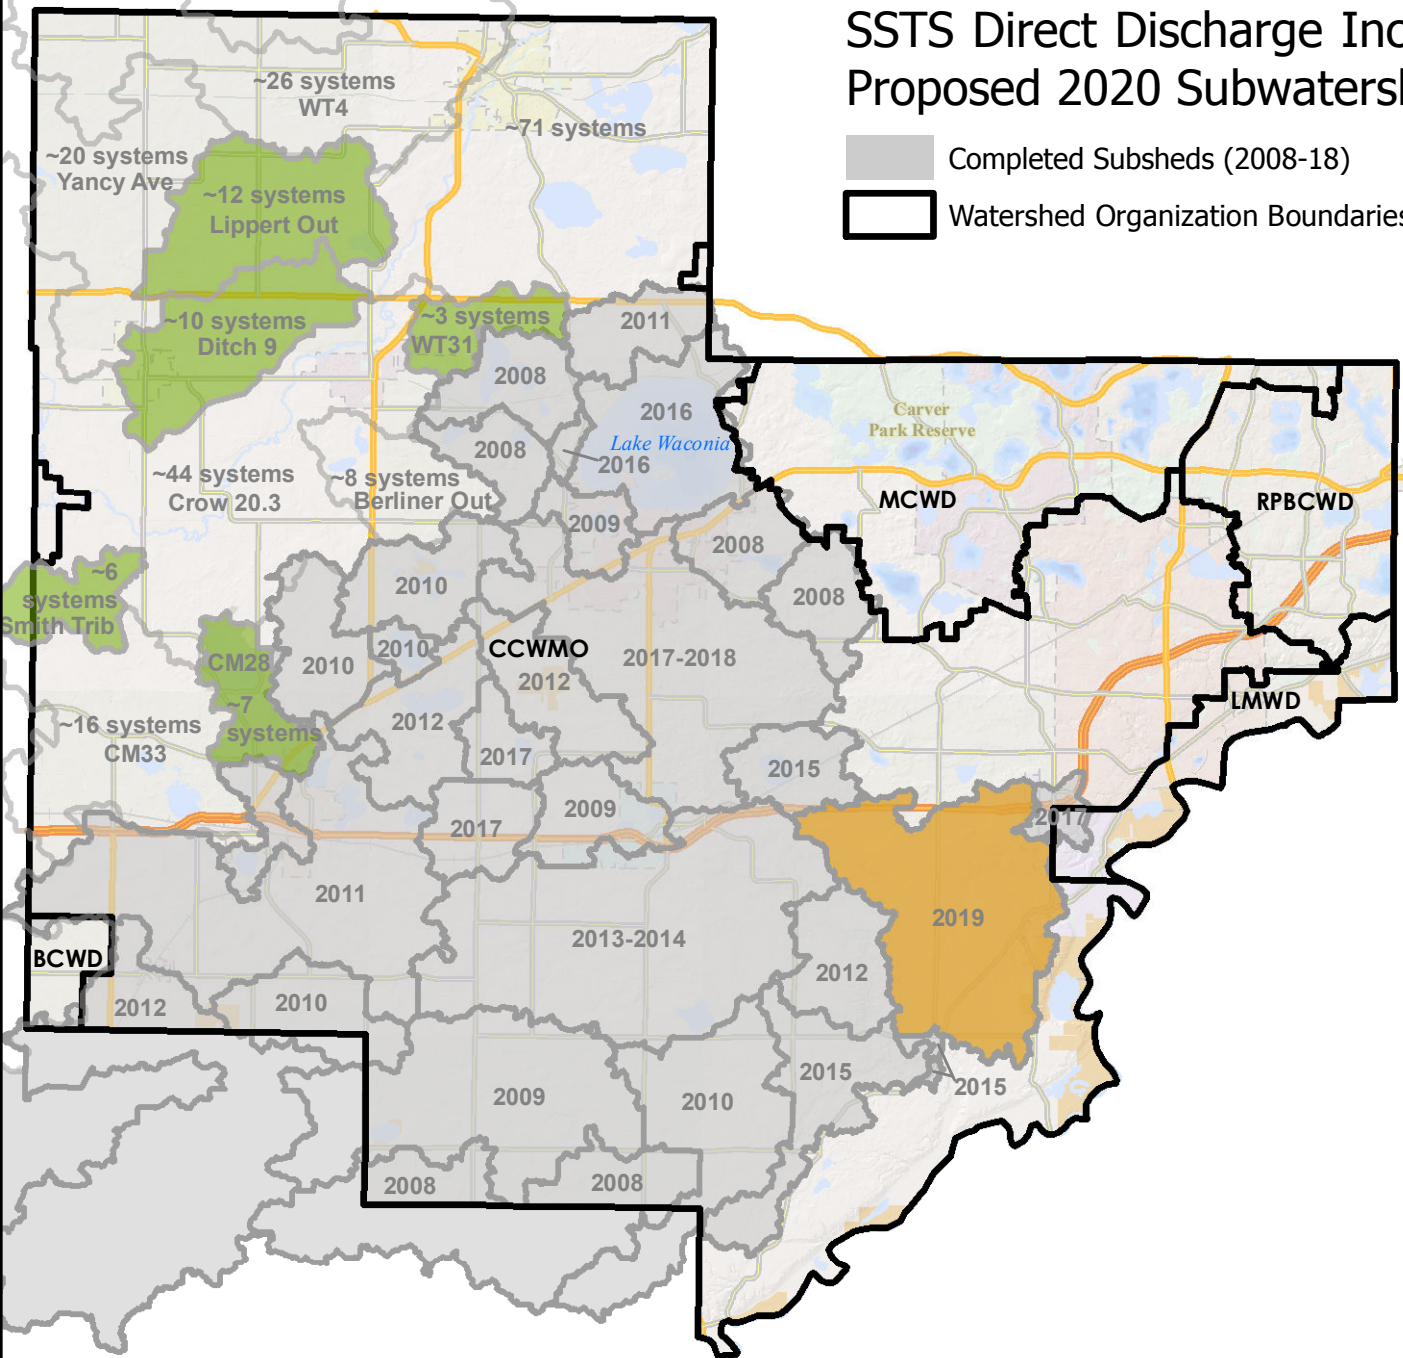 SSTS Direct Discharge Inc
Proposed 2020 Subwatersh
Completed Subsheds (2008-18)
Watershed Organization Boundaries
~26 systems
WT4
~71 systems
~20 systems
Yancy Ave
~12 systems
Lippert Out
~10 systems
Ditch 9
~3 systems
WT31
2011
2008
2016
Lake Waconia
2008
2016
Carver
Park Reserve
~44 systems
Crow 20.3
~8 systems
Berliner Out
MCWD
RPBCWD
2009
2008
~6
systems
Smith Trib
2010
2008
2010
CCWMO
2017-2018
CM28
2010
2012
LMWD
~7
systems
~16 systems
CM33
2012
2017
2015
2009
2017
2017
2011
2019
2013-2014
BCWD
2012
2012
2010
2015
2015
2009
2010
2008
2008